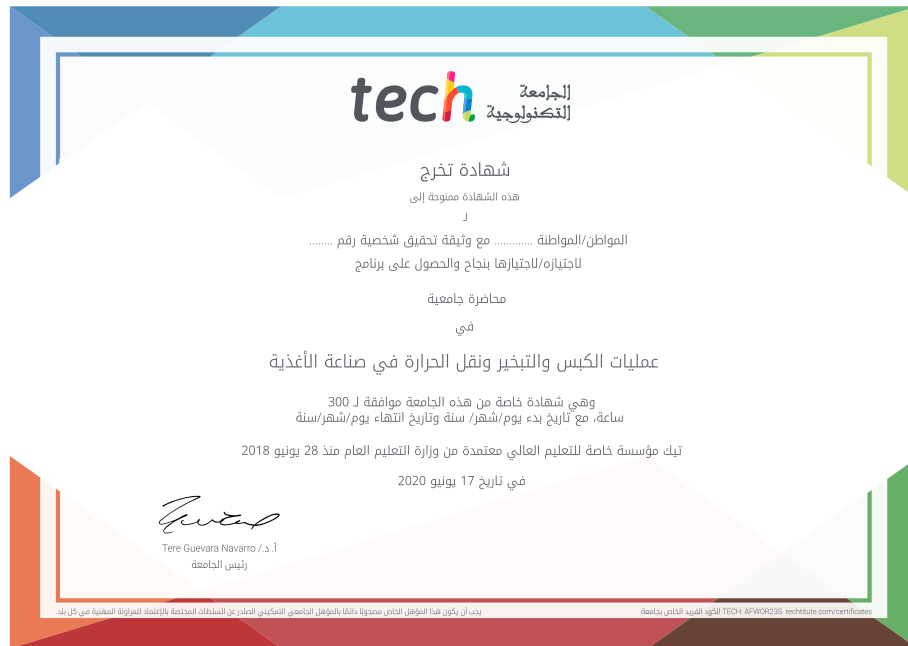 tech الجامعة
التكنولوجية
شهادة تخرج
هذه الشهادة ممنوحة إلى
لـ
المواطن/المواطنة ............. مع وثيقة تحقيق شخصية رقم ........
لاجتيازه/لاجتيازها بنجاح والحصول على برنامج
محاضرة جامعية
في
عمليات الكبس والتبخير ونقل الحرارة في صناعة الأغذية
وهي شهادة خاصة من هذه الجامعة موافقة لـ 300
ساعة، مع تاريخ بدء يوم/شهر/ سنة وتاريخ انتهاء يوم/شهر/سنة
تيك مؤسسة خاصة للتعليم العالي معتمدة من وزارة التعليم العام منذ 28 يونيو 2018
في تاريخ 17 يونيو 2020
أ.د./ Tere Guevara Navarro
رئيس الجامعة
يجب أن يكون هذا المؤهل الخاص مصحوبًا دائمًا بالمؤهل الجامعي التمكيني الصادر عن السلطات المختصة بالإعتماد للمزاولة المهنية في كل بلد.
الكود الفريد الخاص بجامعة TECH: AFWOR23S techtitute.com/certificates